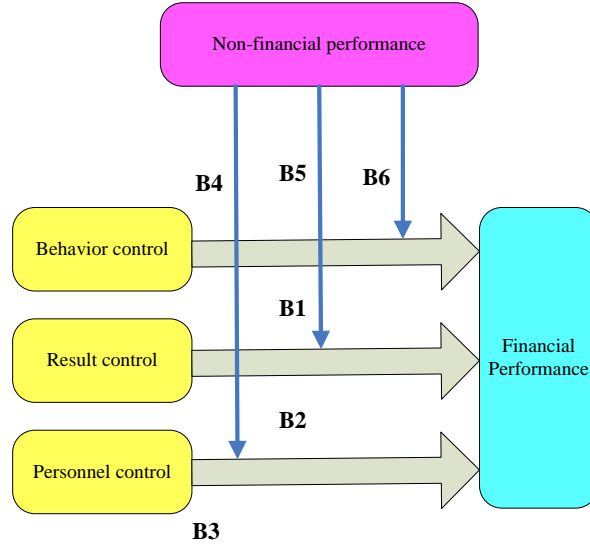 Non-financial performance
B4
B5
B6
Behavior control
B1
Result control
Financial
Performance
B2
Personnel control
B3